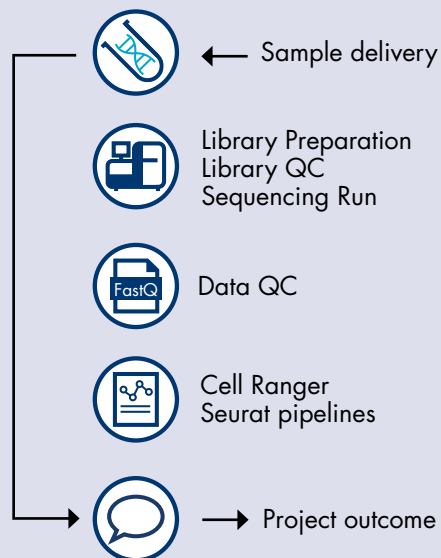 Sample delivery
Library Preparation
Library QC
Sequencing Run
FastQ
Data QC
Cell Ranger
Seurat pipelines
Project outcome